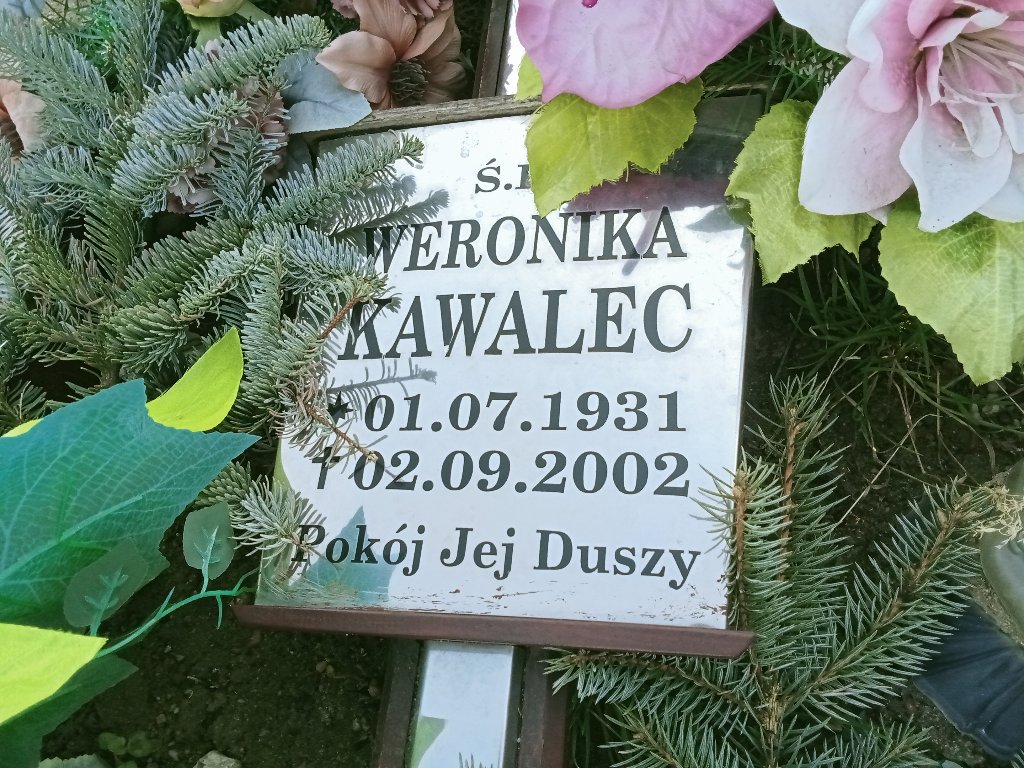 Ś.
WERONIKA
KAWALEC
★ 01.07.1931
✝ 02.09.2002
Pokój Jej Duszy